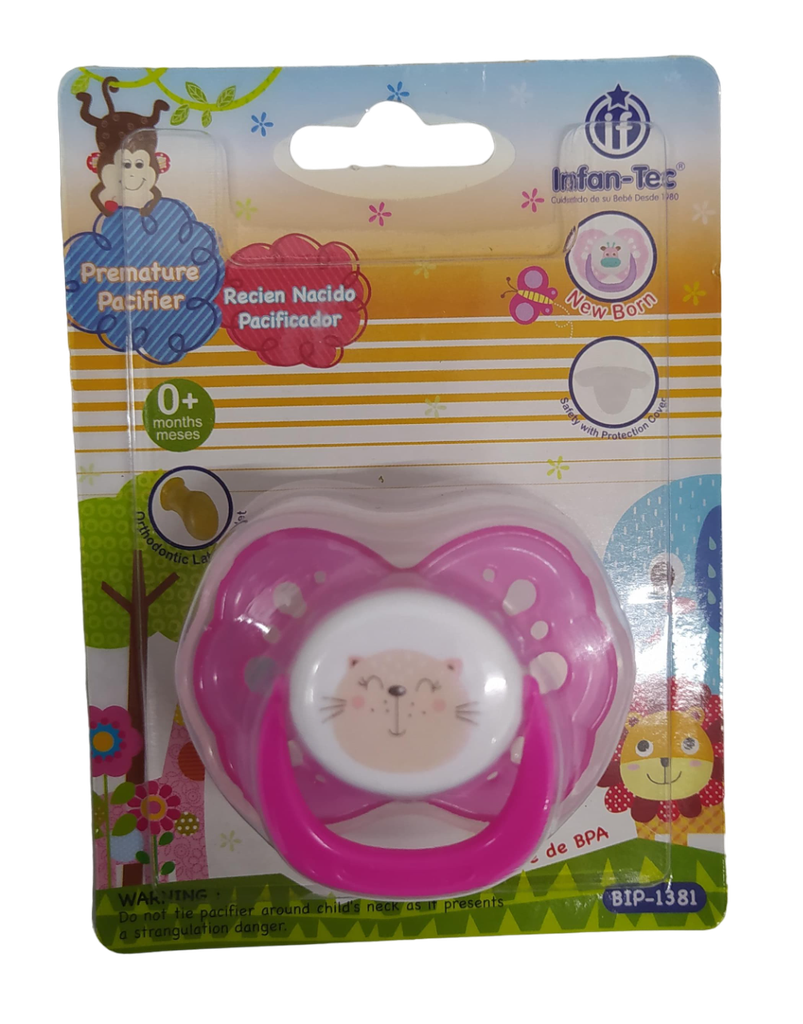 if
Infan-Tec®
Cuidando de su Bebé Desde 1980
Premature
Pacifier
Recien Nacido
Pacificador
New Born
0+
months
meses
Safety with Protection Cover
Orthodontic
de BPA
WARNING
Do not tie pacifier around child's neck as it presents
a strangulation danger.
BIP-1381